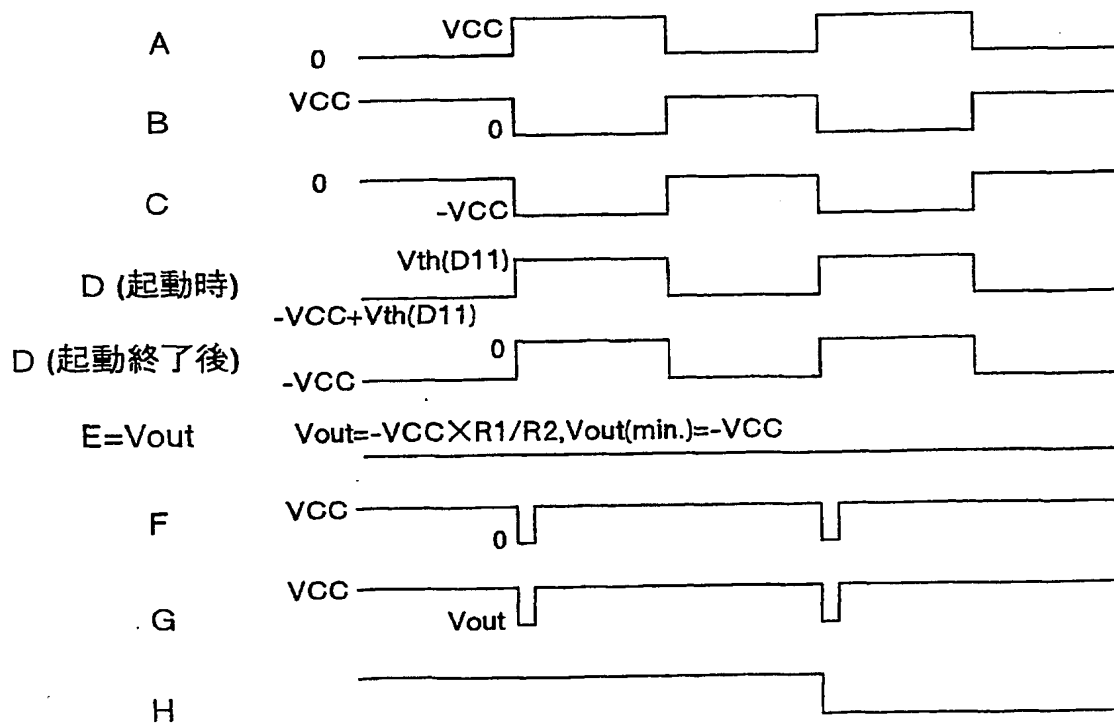 A
VCC
0
B
VCC
0
C
0
-VCC
D (起動時)
Vth(D11)
-VCC+Vth(D11)
D (起動終了後)
0
-VCC
E=Vout
Vout=-VCC×R1/R2,Vout(min.)=-VCC
F
VCC
0
G
VCC
Vout
H